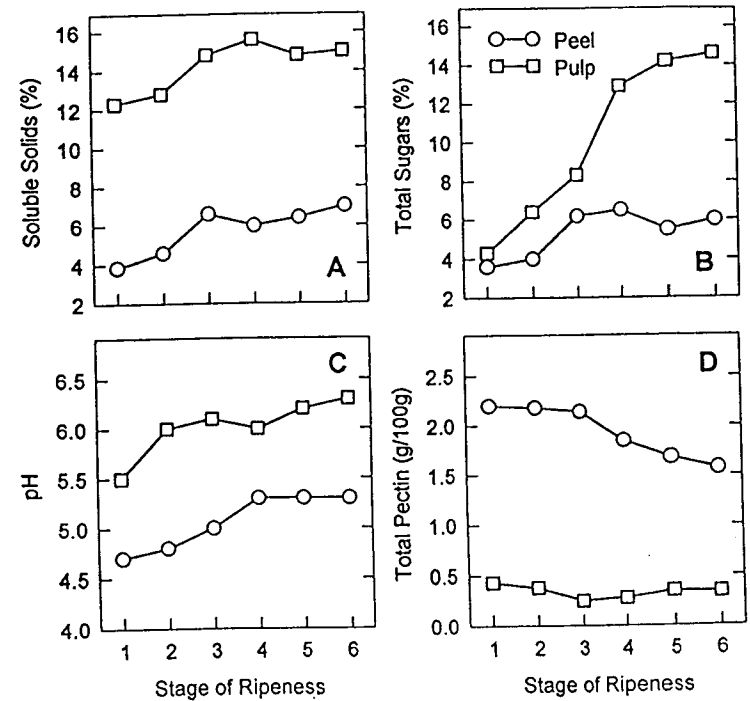 Soluble Solids (%)
16
14
12
10
8
6
4
2
A
Total Sugars (%)
16
14
12
10
8
6
4
2
Peel
Pulp
B
pH
6.5
6.0
5.5
5.0
4.5
4.0
C
1 2 3 4 5 6
Stage of Ripeness
Total Pectin (g/100g)
2.5
2.0
1.5
1.0
0.5
0.0
D
1 2 3 4 5 6
Stage of Ripeness